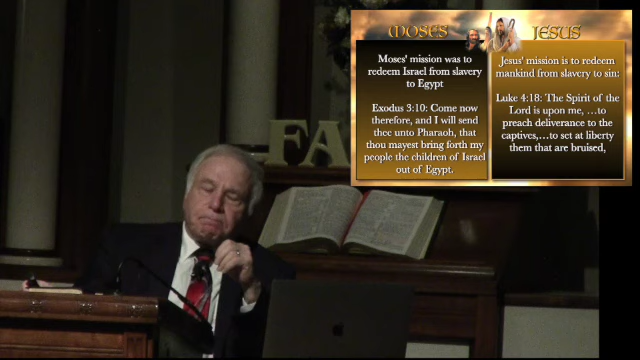 MOSES
JESUS
Moses' mission was to
redeem Israel from slavery
to Egypt
Exodus 3:10: Come now
therefore, and I will send
thee unto Pharaoh, that
thou mayest bring forth my
people the children of Israel
out of Egypt.
Jesus' mission is to redeem
mankind from slavery to sin:
Luke 4:18: The Spirit of the
Lord is upon me, …to
preach deliverance to the
captives,…to set at liberty
them that are bruised,
FA